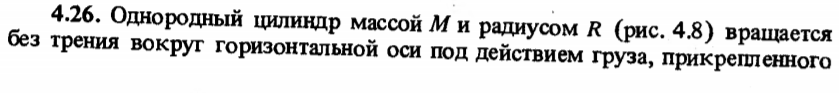 4.26. Однородный цилиндр массой M и радиусом R (рис. 4.8) вращается
без трения вокруг горизонтальной оси под действием груза, прикрепленного